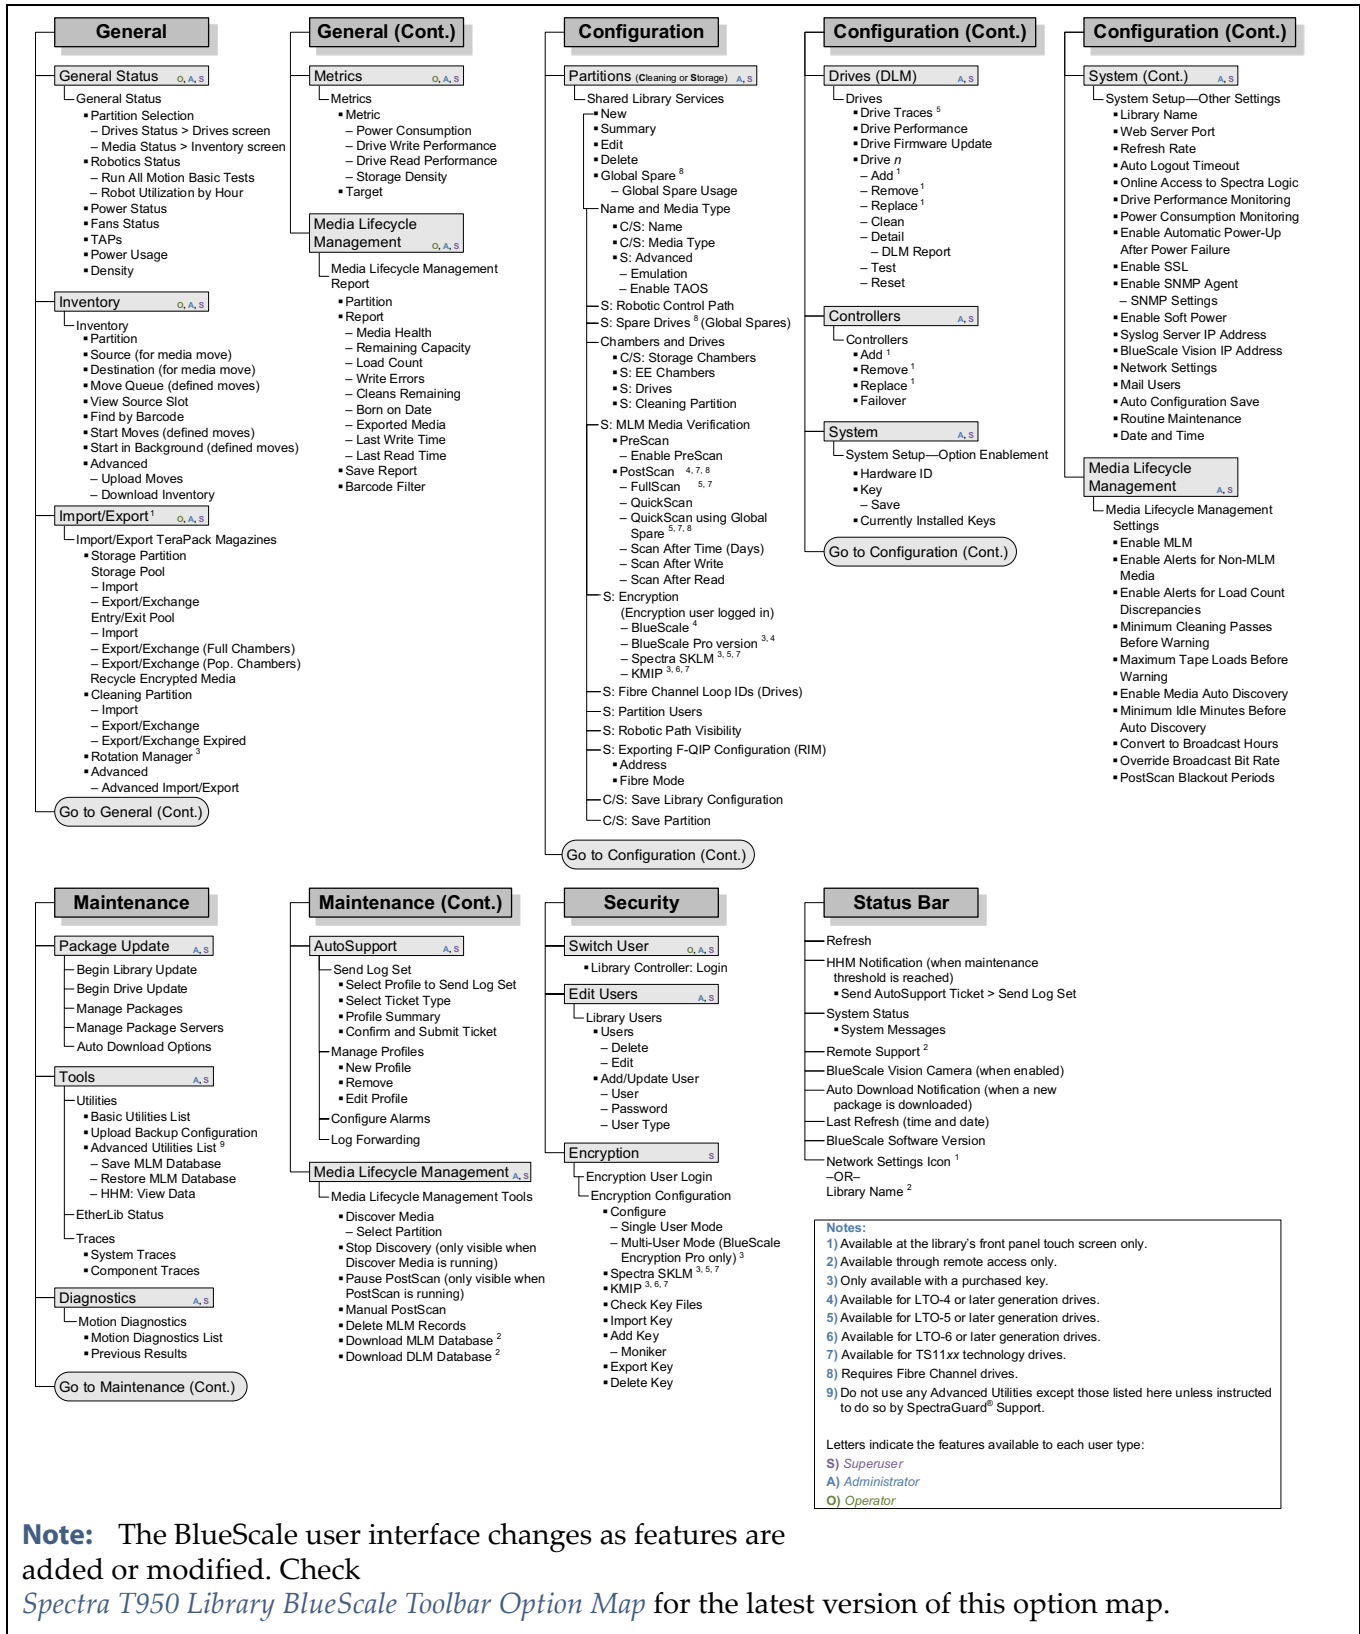 General
General Status O, A, S
General Status
▪ Partition Selection
– Drives Status > Drives screen
– Media Status > Inventory screen
▪ Robotics Status
– Run All Motion Basic Tests
– Robot Utilization by Hour
▪ Power Status
▪ Fans Status
▪ TAPs
▪ Power Usage
▪ Density
Inventory O, A, S
Inventory
▪ Partition
▪ Source (for media move)
▪ Destination (for media move)
▪ Move Queue (defined moves)
▪ View Source Slot
▪ Find by Barcode
▪ Start Moves (defined moves)
▪ Start in Background (defined moves)
▪ Advanced
– Upload Moves
– Download Inventory
Import/Export 1 O, A, S
Import/Export TeraPack Magazines
▪ Storage Partition
Storage Pool
– Import
– Export/Exchange
Entry/Exit Pool
– Import
– Export/Exchange (Full Chambers)
– Export/Exchange (Pop. Chambers)
Recycle Encrypted Media
▪ Cleaning Partition
– Import
– Export/Exchange
– Export/Exchange Expired
▪ Rotation Manager 3
▪ Advanced
– Advanced Import/Export
Go to General (Cont.)
General (Cont.)
Metrics O, A, S
Metrics
▪ Metric
– Power Consumption
– Drive Write Performance
– Drive Read Performance
– Storage Density
▪ Target
Media Lifecycle
Management O, A, S
Media Lifecycle Management
Report
▪ Partition
▪ Report
– Media Health
– Remaining Capacity
– Load Count
– Write Errors
– Cleans Remaining
– Born on Date
– Exported Media
– Last Write Time
– Last Read Time
▪ Save Report
▪ Barcode Filter
Configuration
Partitions (Cleaning or Storage) A, S
Shared Library Services
▪ New
▪ Summary
▪ Edit
▪ Delete
▪ Global Spare 8
– Global Spare Usage
Name and Media Type
▪ C/S: Name
▪ C/S: Media Type
▪ S: Advanced
– Emulation
– Enable TAOS
S: Robotic Control Path
S: Spare Drives 8 (Global Spares)
Chambers and Drives
▪ C/S: Storage Chambers
▪ S: EE Chambers
▪ S: Drives
▪ S: Cleaning Partition
S: MLM Media Verification
▪ PreScan
– Enable PreScan
▪ PostScan 4, 7, 8
– FullScan 5, 7
– QuickScan
– QuickScan using Global
Spare 5, 7, 8
– Scan After Time (Days)
– Scan After Write
– Scan After Read
S: Encryption
(Encryption user logged in)
– BlueScale 4
– BlueScale Pro version 3, 4
– Spectra SKLM 3, 5, 7
– KMIP 3, 6, 7
S: Fibre Channel Loop IDs (Drives)
S: Partition Users
S: Robotic Path Visibility
S: Exporting F-QIP Configuration (RIM)
▪ Address
▪ Fibre Mode
C/S: Save Library Configuration
C/S: Save Partition
Go to Configuration (Cont.)
Configuration (Cont.)
Drives (DLM) A, S
Drives
▪ Drive Traces 5
▪ Drive Performance
▪ Drive Firmware Update
▪ Drive n
– Add 1
– Remove 1
– Replace 1
– Clean
– Detail
– DLM Report
– Test
– Reset
Controllers A, S
Controllers
▪ Add 1
▪ Remove 1
▪ Replace 1
▪ Failover
System A, S
System Setup—Option Enablement
▪ Hardware ID
▪ Key
– Save
▪ Currently Installed Keys
Go to Configuration (Cont.)
Configuration (Cont.)
System (Cont.) A, S
System Setup—Other Settings
▪ Library Name
▪ Web Server Port
▪ Refresh Rate
▪ Auto Logout Timeout
▪ Online Access to Spectra Logic
▪ Drive Performance Monitoring
▪ Power Consumption Monitoring
▪ Enable Automatic Power-Up
After Power Failure
▪ Enable SSL
▪ Enable SNMP Agent
– SNMP Settings
▪ Enable Soft Power
▪ Syslog Server IP Address
▪ BlueScale Vision IP Address
▪ Network Settings
▪ Mail Users
▪ Auto Configuration Save
▪ Routine Maintenance
▪ Date and Time
Media Lifecycle
Management A, S
Media Lifecycle Management
Settings
▪ Enable MLM
▪ Enable Alerts for Non-MLM
Media
▪ Enable Alerts for Load Count
Discrepancies
▪ Minimum Cleaning Passes
Before Warning
▪ Maximum Tape Loads Before
Warning
▪ Enable Media Auto Discovery
▪ Minimum Idle Minutes Before
Auto Discovery
▪ Convert to Broadcast Hours
▪ Override Broadcast Bit Rate
▪ PostScan Blackout Periods
Maintenance
Package Update A, S
Begin Library Update
Begin Drive Update
Manage Packages
Manage Package Servers
Auto Download Options
Tools A, S
Utilities
▪ Basic Utilities List
▪ Upload Backup Configuration
▪ Advanced Utilities List 9
– Save MLM Database
– Restore MLM Database
– HHM: View Data
EtherLib Status
Traces
▪ System Traces
▪ Component Traces
Diagnostics A, S
Motion Diagnostics
▪ Motion Diagnostics List
▪ Previous Results
Go to Maintenance (Cont.)
Maintenance (Cont.)
AutoSupport A, S
Send Log Set
▪ Select Profile to Send Log Set
▪ Select Ticket Type
▪ Profile Summary
▪ Confirm and Submit Ticket
Manage Profiles
▪ New Profile
▪ Remove
▪ Edit Profile
Configure Alarms
Log Forwarding
Media Lifecycle Management A, S
Media Lifecycle Management Tools
▪ Discover Media
– Select Partition
▪ Stop Discovery (only visible when
Discover Media is running)
▪ Pause PostScan (only visible when
PostScan is running)
▪ Manual PostScan
▪ Delete MLM Records
▪ Download MLM Database 2
▪ Download DLM Database 2
Security
Switch User O, A, S
▪ Library Controller: Login
Edit Users A, S
Library Users
▪ Users
– Delete
– Edit
▪ Add/Update User
– User
– Password
– User Type
Encryption S
Encryption User Login
Encryption Configuration
▪ Configure
– Single User Mode
– Multi-User Mode (BlueScale
Encryption Pro only) 3
▪ Spectra SKLM 3, 5, 7
▪ KMIP 3, 6, 7
▪ Check Key Files
▪ Import Key
▪ Add Key
– Moniker
▪ Export Key
▪ Delete Key
Status Bar
Refresh
HHM Notification (when maintenance
threshold is reached)
▪ Send AutoSupport Ticket > Send Log Set
System Status
▪ System Messages
Remote Support 2
BlueScale Vision Camera (when enabled)
Auto Download Notification (when a new
package is downloaded)
Last Refresh (time and date)
BlueScale Software Version
Network Settings Icon 1
–OR–
Library Name 2
Notes:
1) Available at the library's front panel touch screen only.
2) Available through remote access only.
3) Only available with a purchased key.
4) Available for LTO-4 or later generation drives.
5) Available for LTO-5 or later generation drives.
6) Available for LTO-6 or later generation drives.
7) Available for TS11xx technology drives.
8) Requires Fibre Channel drives.
9) Do not use any Advanced Utilities except those listed here unless instructed
to do so by SpectraGuard® Support.
Letters indicate the features available to each user type:
S) Superuser
A) Administrator
O) Operator
Note: The BlueScale user interface changes as features are
added or modified. Check
Spectra T950 Library BlueScale Toolbar Option Map for the latest version of this option map.